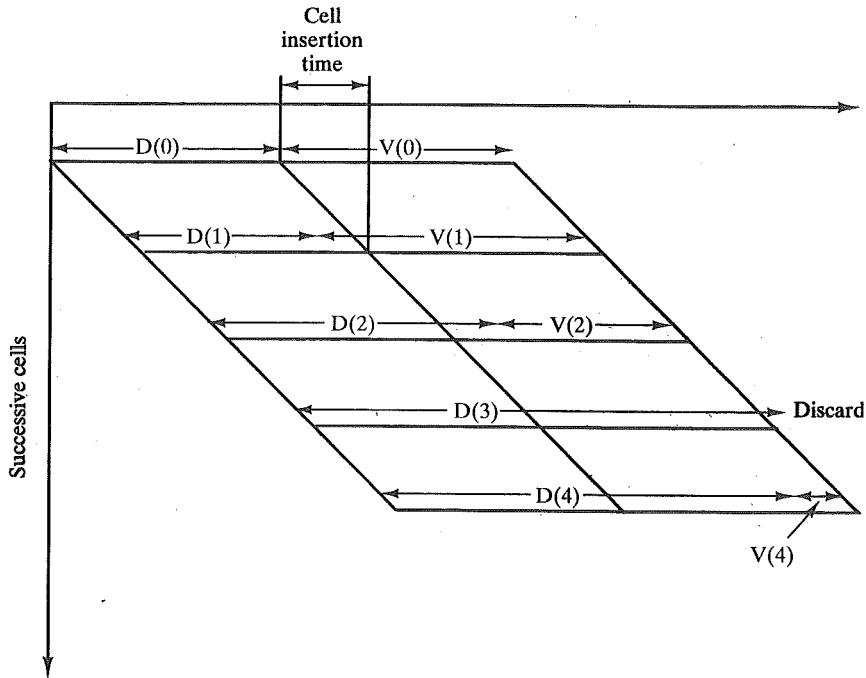 Cell
insertion
time
D(0)
V(0)
D(1)
V(1)
D(2)
V(2)
D(3)
Discard
D(4)
V(4)
Successive cells